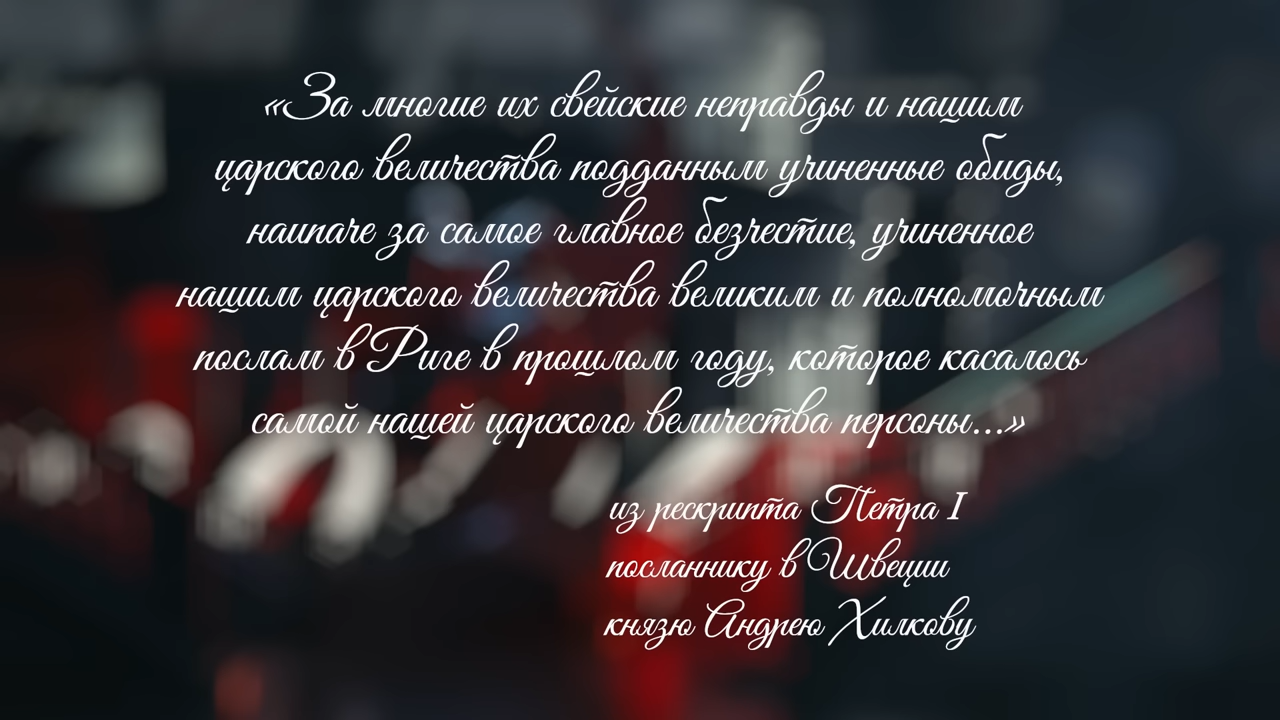 «За многие их свейские неправды и нашим
царского величества подданным учиненные обиды,
наипаче за самое главное безчестие, учиненное
нашим царского величества великим и полномочным
послам в Риге в прошлом году, которое касалось
самой нашей царского величества персоны...»
из рескрипта Петра I
посланнику в Швеции
князю Андрею Хилкову